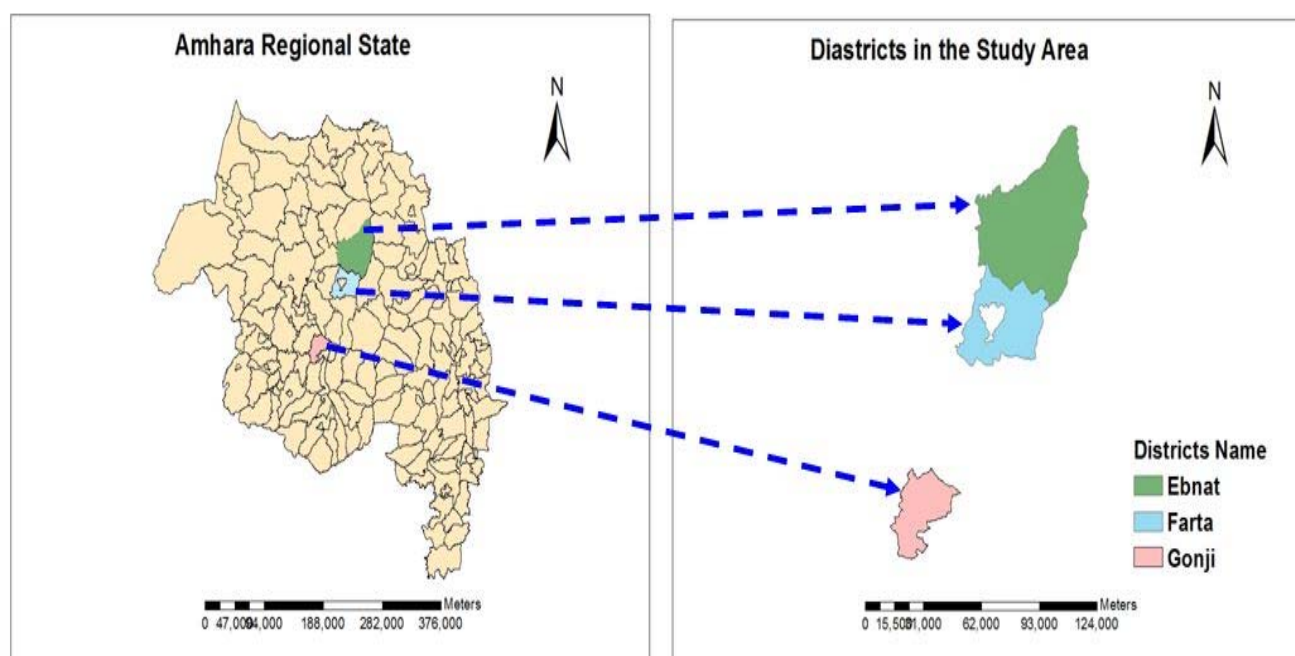 Amhara Regional State
N
Meters
0 47,000 94,000 188,000 282,000 376,000
Diastricts in the Study Area
N
Districts Name
Ebnat
Farta
Gonji
Meters
0 15,500 31,000 62,000 93,000 124,000